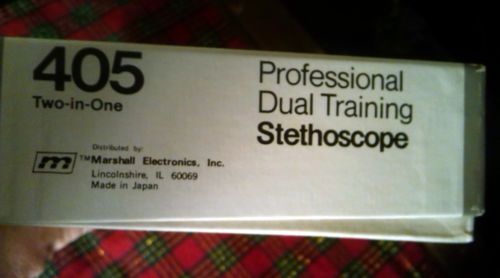 405
Two-in-One
Professional
Dual Training
Stethoscope
Distributed by:
m ™ Marshall Electronics, Inc.
Lincolnshire, IL 60069
Made in Japan